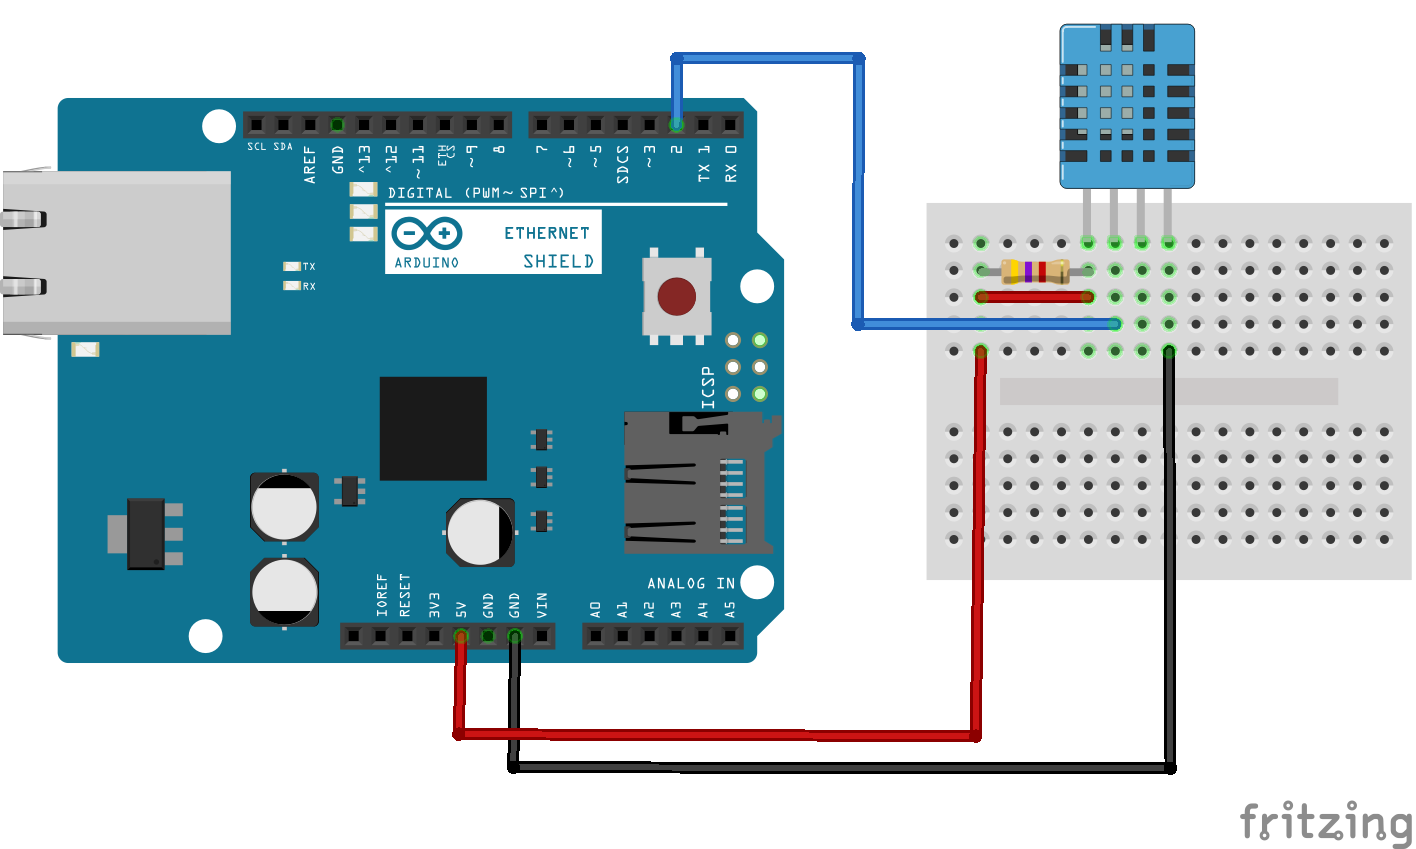 SCL SDA AREF GND ^13 ^12 ~11 ETH CS ~9 8 7 ~6 ~5 SDCS ~3 2 TX 1 RX 0
DIGITAL (PWM~ SPI^)
ETHERNET
ARDUINO SHIELD
TX
RX
ICSP
ANALOG IN
IOREF RESET 3V3 5V GND GND VIN A0 A1 A2 A3 A4 A5
fritzing